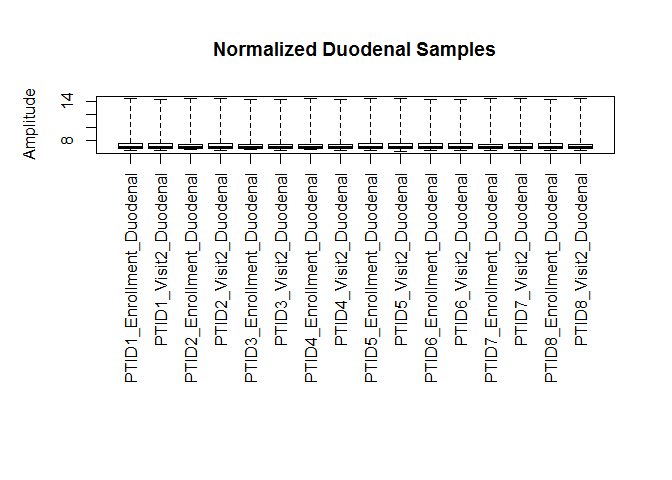 Normalized Duodenal Samples
Amplitude
14
8
PTID1_Enrollment_Duodenal
PTID1_Visit2_Duodenal
PTID2_Enrollment_Duodenal
PTID2_Visit2_Duodenal
PTID3_Enrollment_Duodenal
PTID3_Visit2_Duodenal
PTID4_Enrollment_Duodenal
PTID4_Visit2_Duodenal
PTID5_Enrollment_Duodenal
PTID5_Visit2_Duodenal
PTID6_Enrollment_Duodenal
PTID6_Visit2_Duodenal
PTID7_Enrollment_Duodenal
PTID7_Visit2_Duodenal
PTID8_Enrollment_Duodenal
PTID8_Visit2_Duodenal